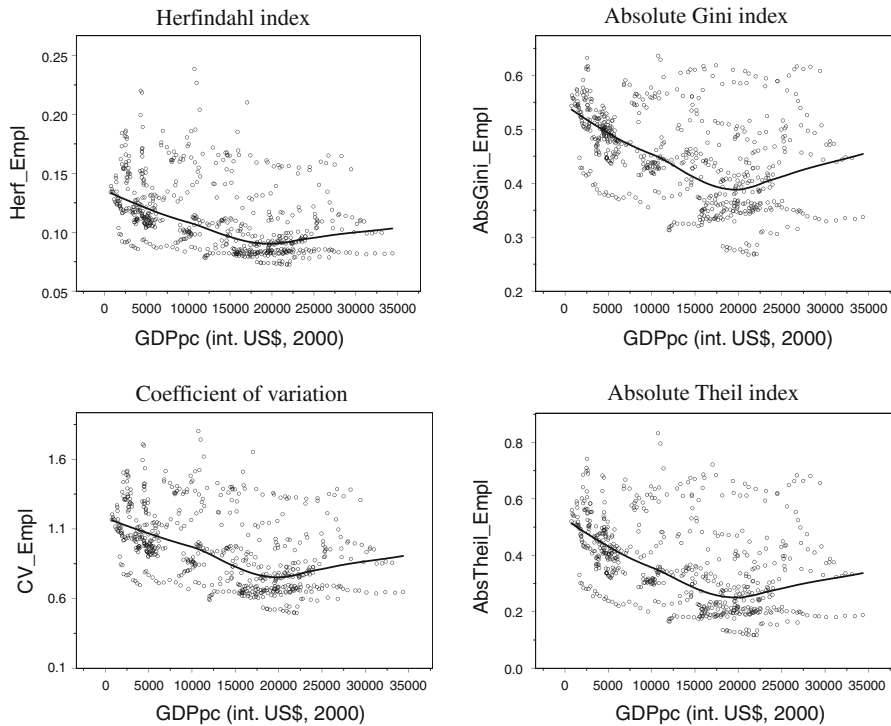 Herfindahl index
0.25
0.20
0.15
0.10
0.05
Herf_Empl
0 5000 10000 15000 20000 25000 30000 35000
GDPpc (int. US$, 2000)
Absolute Gini index
0.6
0.5
0.4
0.3
0.2
AbsGini_Empl
0 5000 10000 15000 20000 25000 30000 35000
GDPpc (int. US$, 2000)
Coefficient of variation
1.6
1.1
0.6
0.1
CV_Empl
0 5000 10000 15000 20000 25000 30000 35000
GDPpc (int. US$, 2000)
Absolute Theil index
0.8
0.6
0.4
0.2
0.0
AbsTheil_Empl
0 5000 10000 15000 20000 25000 30000 35000
GDPpc (int. US$, 2000)